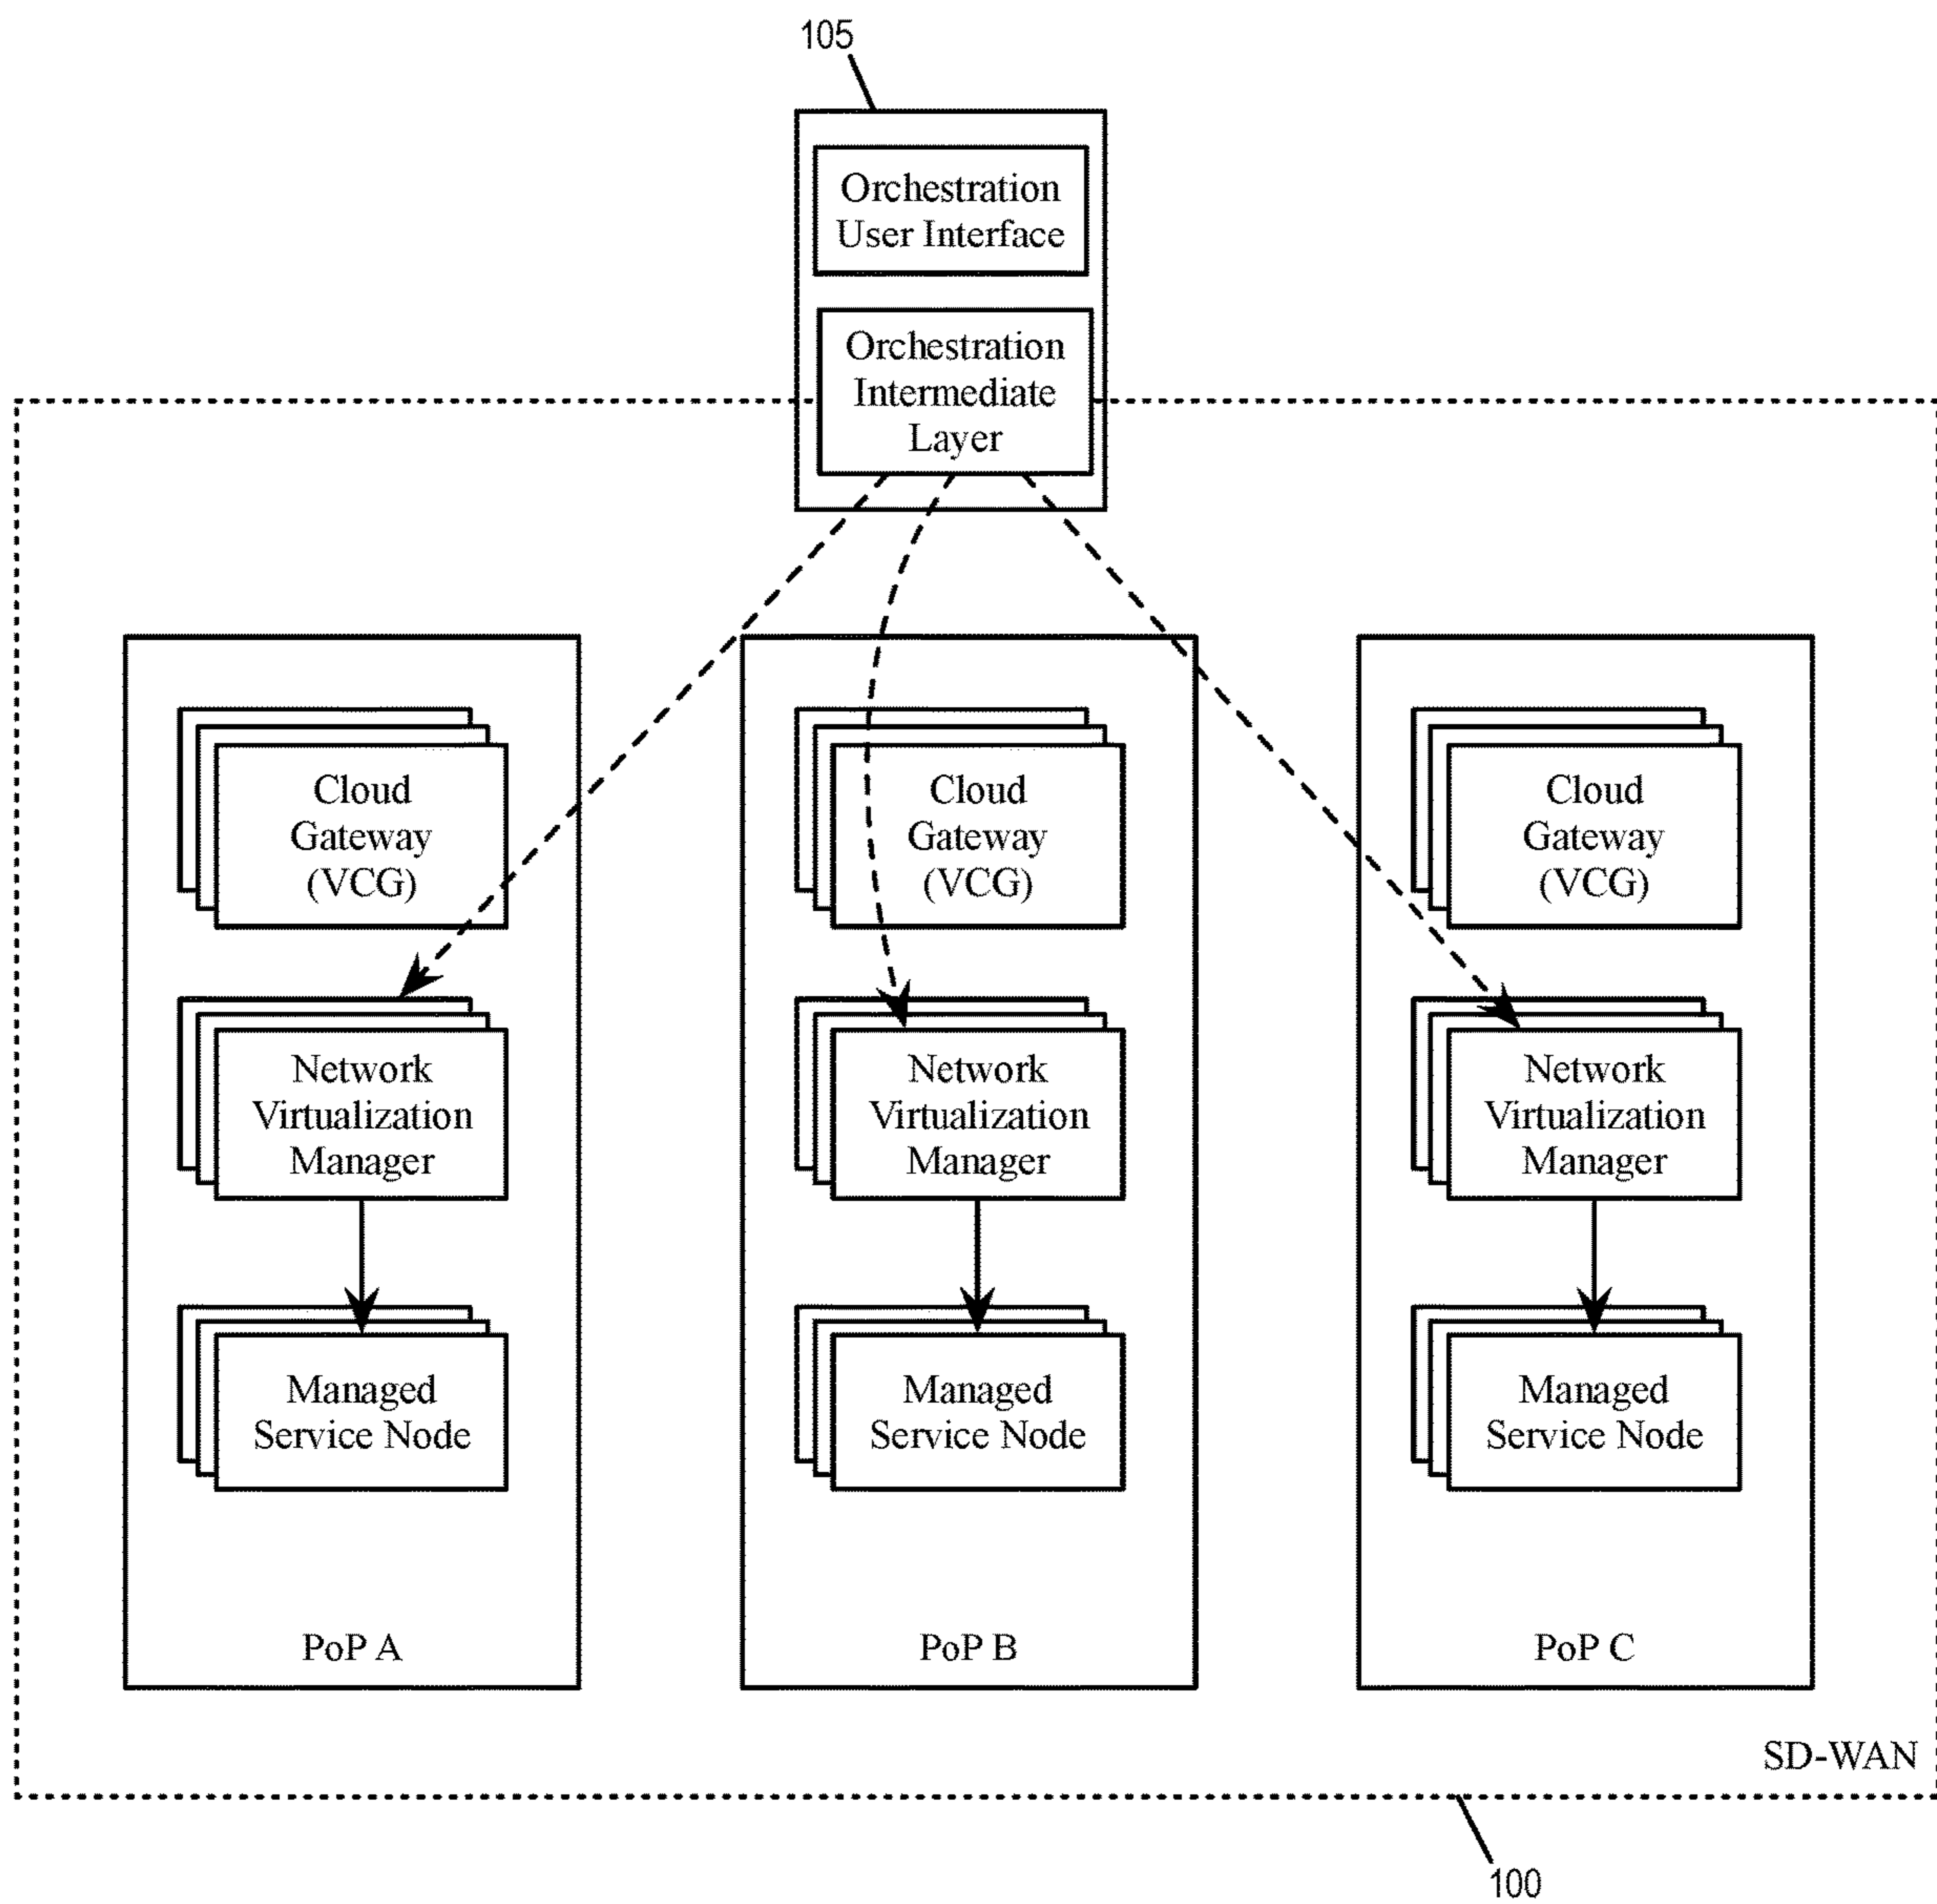 105
Orchestration
User Interface
Orchestration
Intermediate
Layer
Cloud
Gateway
(VCG)
Network
Virtualization
Manager
Managed
Service Node
PoP A
Cloud
Gateway
(VCG)
Network
Virtualization
Manager
Managed
Service Node
PoP B
Cloud
Gateway
(VCG)
Network
Virtualization
Manager
Managed
Service Node
PoP C
SD-WAN
100